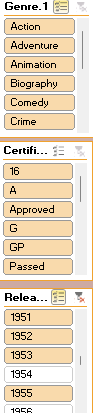 Genre.1
Action
Adventure
Animation
Biography
Comedy
Crime
Certifi...
16
A
Approved
G
GP
Passed
Relea...
1951
1952
1953
1954
1955
1956